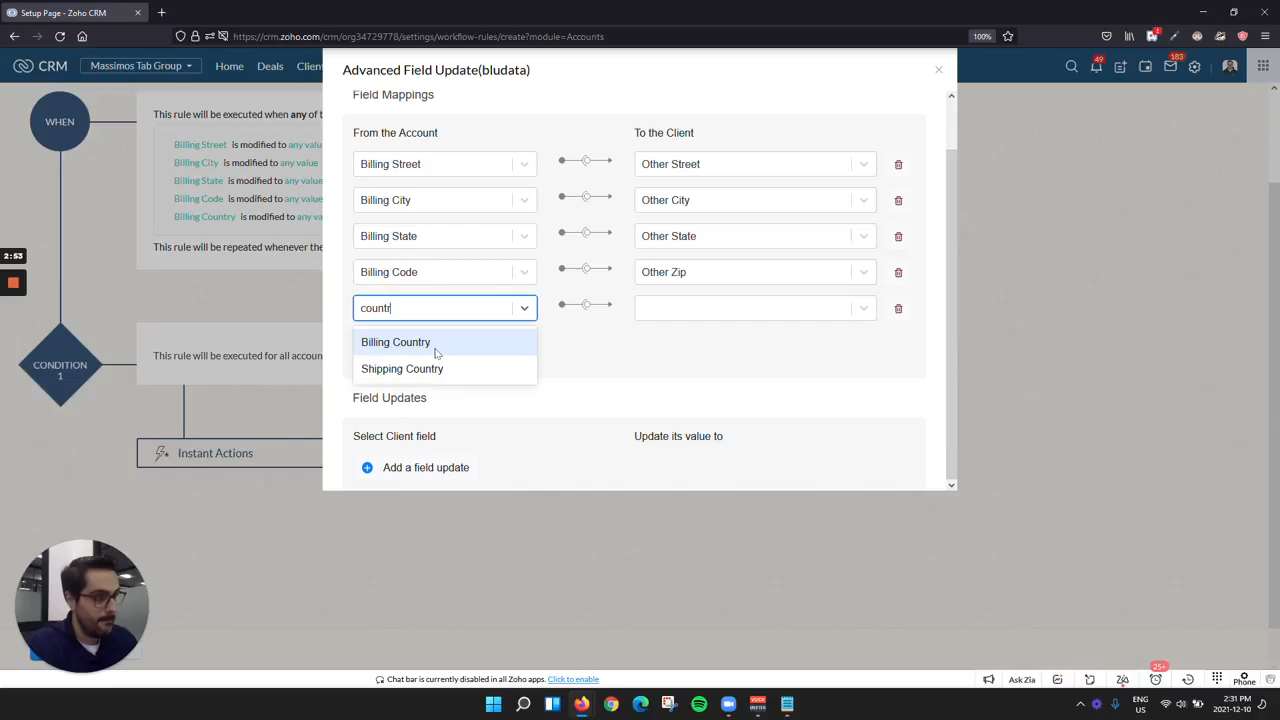 Setup Page - Zoho CRM
https://crm.zoho.com/crm/org34729778/settings/workflow-rules/create?module=Accounts
100%
CRM
Massimos Tab Group
Home
Deals
Clien
49
183
Advanced Field Update(bludata)
Field Mappings
WHEN
This rule will be executed when any of t
From the Account
To the Client
Billing Street is modified to any valu
Billing Street
Other Street
Billing City is modified to any value
Billing State is modified to any value
Billing City
Other City
Billing Code is modified to any value
Billing Country is modified to any va
Billing State
Other State
This rule will be repeated whenever the
2:53
Billing Code
Other Zip
countr
Billing Country
Shipping Country
CONDITION
1
This rule will be executed for all accoun
Field Updates
Select Client field
Update its value to
Instant Actions
Add a field update
Chat bar is currently disabled in all Zoho apps. Click to enable
25+
Ask Zia
Phone
VOICE
MEETER
ENG
US
2:31 PM
2021-12-10